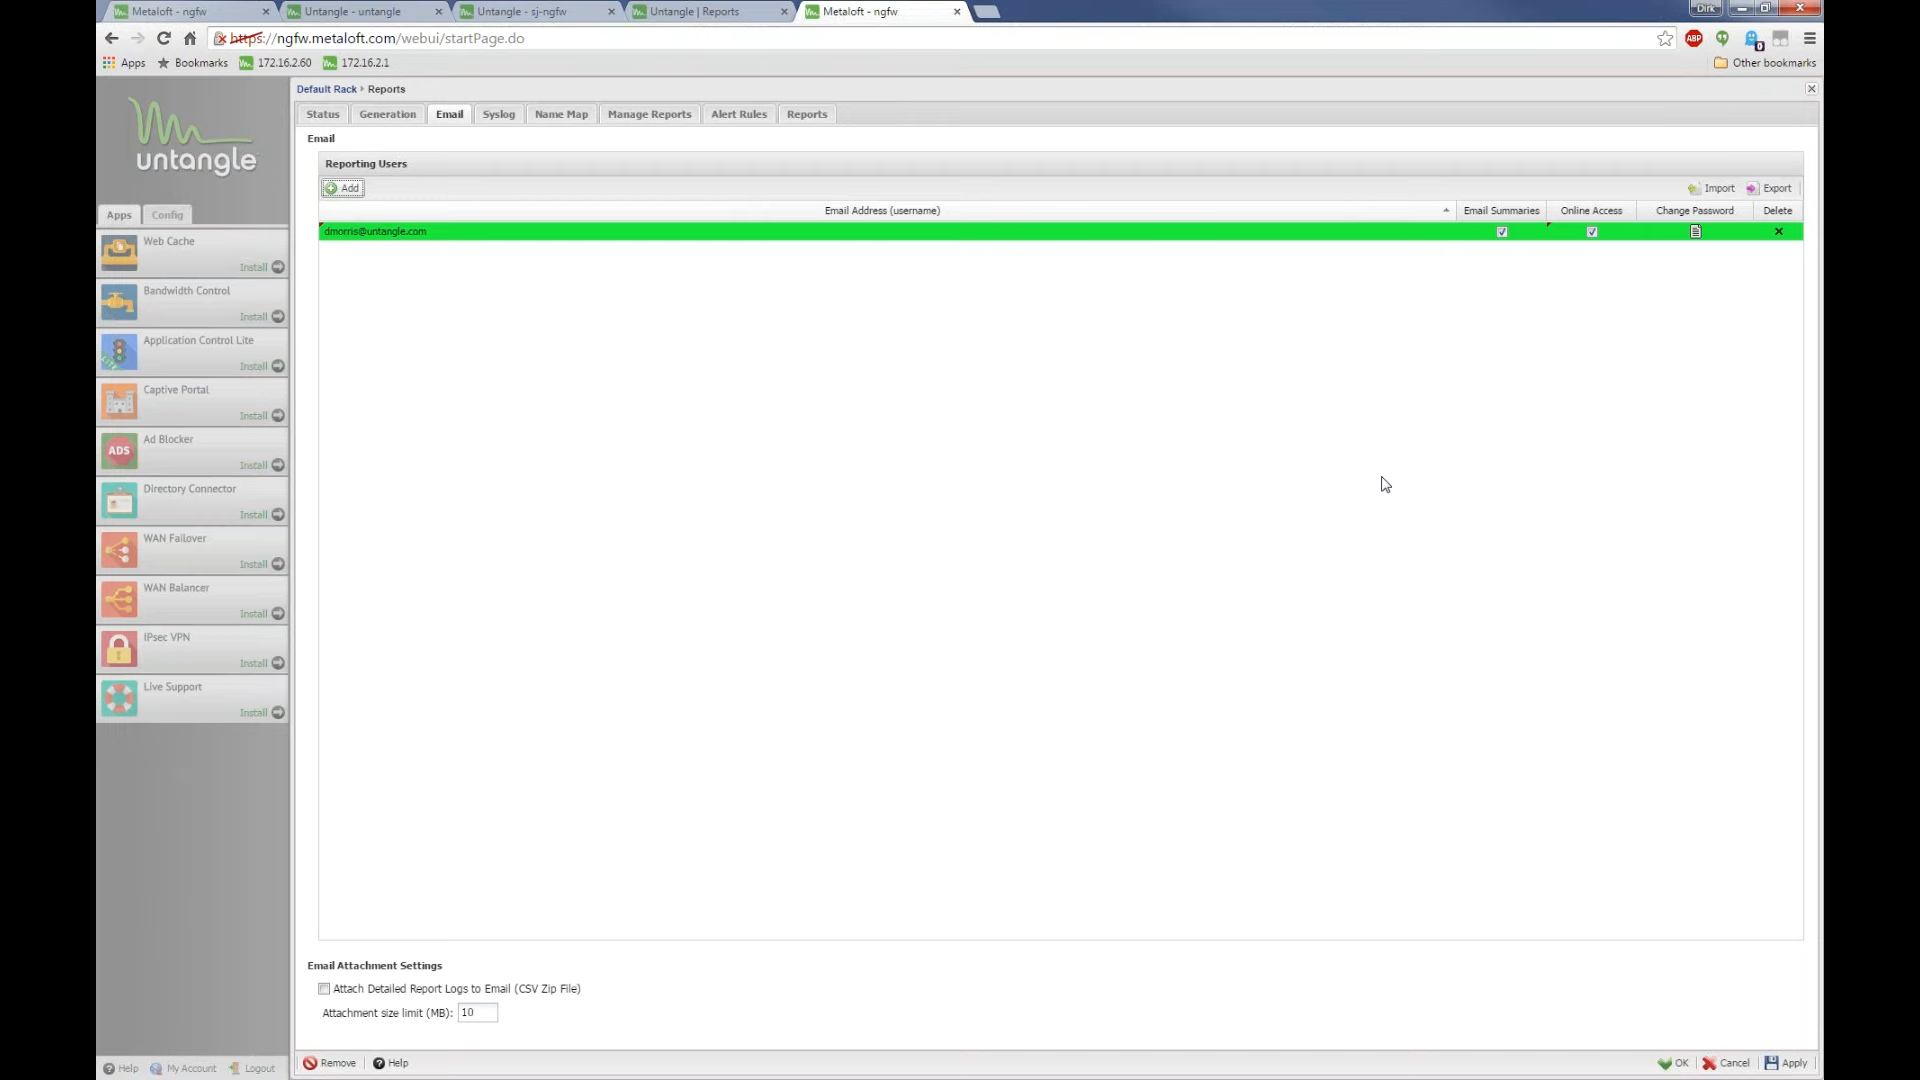 Metaloft - ngfw
Untangle - untangle
Untangle - sj-ngfw
Untangle | Reports
Metaloft - ngfw
Dirk
https://ngfw.metaloft.com/webui/startPage.do
ABP
0
Apps
Bookmarks
172.16.2.60
172.16.2.1
Other bookmarks
untangle
Default Rack
Reports
Status
Generation
Email
Syslog
Name Map
Manage Reports
Alert Rules
Reports
Email
Reporting Users
Add
Import
Export
Email Address (username)
Email Summaries
Online Access
Change Password
Delete
dmorris@untangle.com
Apps
Config
Web Cache
Install
Bandwidth Control
Install
Application Control Lite
Install
Captive Portal
Install
ADS
Ad Blocker
Install
Directory Connector
Install
WAN Failover
Install
WAN Balancer
Install
IPsec VPN
Install
Live Support
Install
Email Attachment Settings
Attach Detailed Report Logs to Email (CSV Zip File)
Attachment size limit (MB): 10
Help
My Account
Logout
Remove
Help
OK
Cancel
Apply